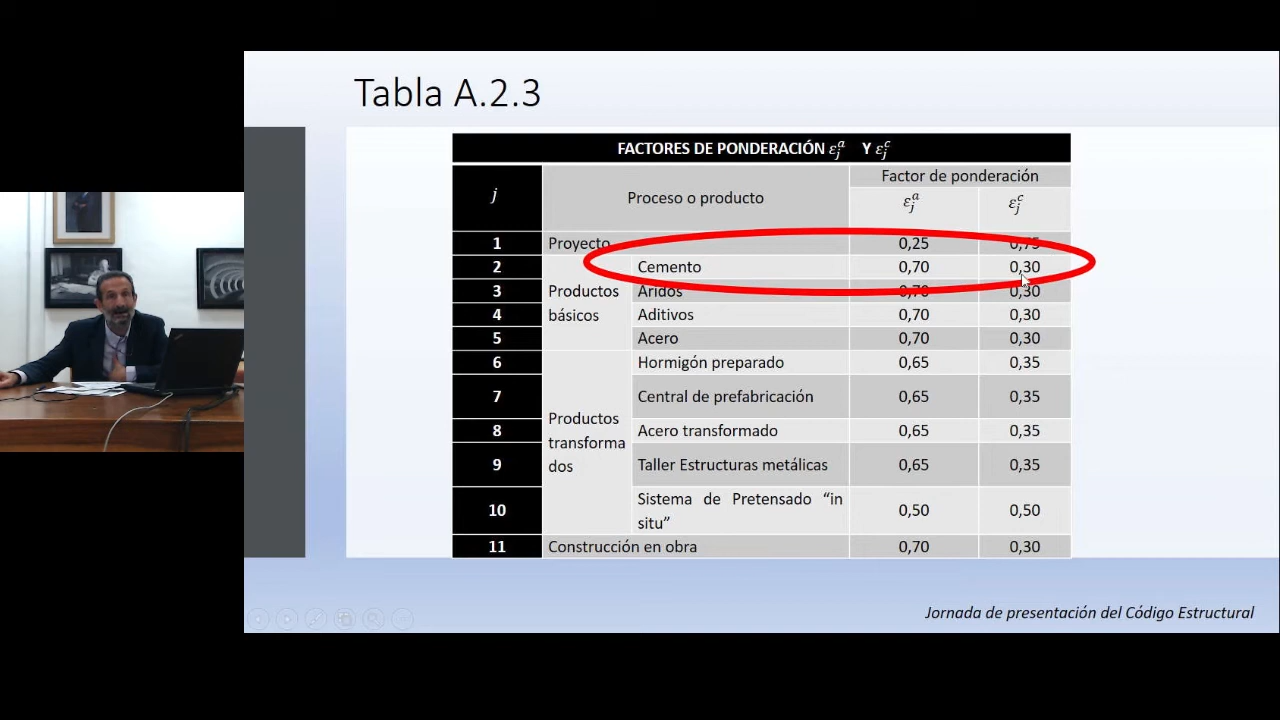 Tabla A.2.3
FACTORES DE PONDERACIÓN εⱼᵃ Y εⱼᶜ
j
Proceso o producto
Factor de ponderación
εⱼᵃ
εⱼᶜ
1 Proyecto 0,25 0,75
2 Cemento 0,70 0,30
Productos básicos
3 Áridos 0,70 0,30
4 Aditivos 0,70 0,30
5 Acero 0,70 0,30
6 Hormigón preparado 0,65 0,35
7 Central de prefabricación 0,65 0,35
Productos
transforma
dos
8 Acero transformado 0,65 0,35
9 Taller Estructuras metálicas 0,65 0,35
10 Sistema de Pretensado “in
situ” 0,50 0,50
11 Construcción en obra 0,70 0,30
Jornada de presentación del Código Estructural